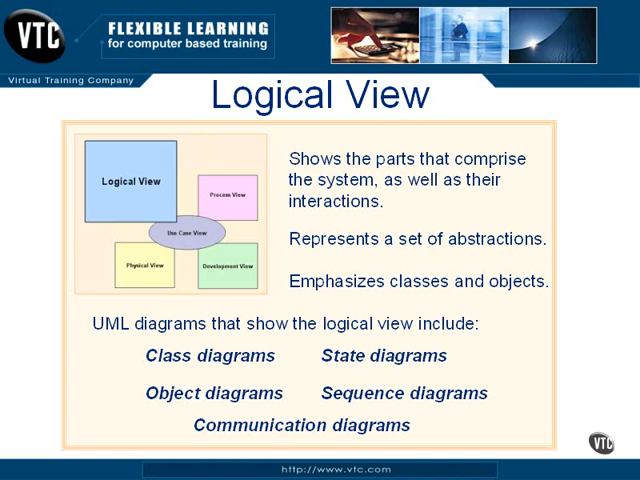 VTC
FLEXIBLE LEARNING
for computer based training
Virtual Training Company
Logical View
Logical View
Process View
Use Case View
Physical View
Development View
Shows the parts that comprise
the system, as well as their
interactions.
Represents a set of abstractions.
Emphasizes classes and objects.
UML diagrams that show the logical view include:
Class diagrams State diagrams
Object diagrams Sequence diagrams
Communication diagrams
VTC
http://www.vtc.com